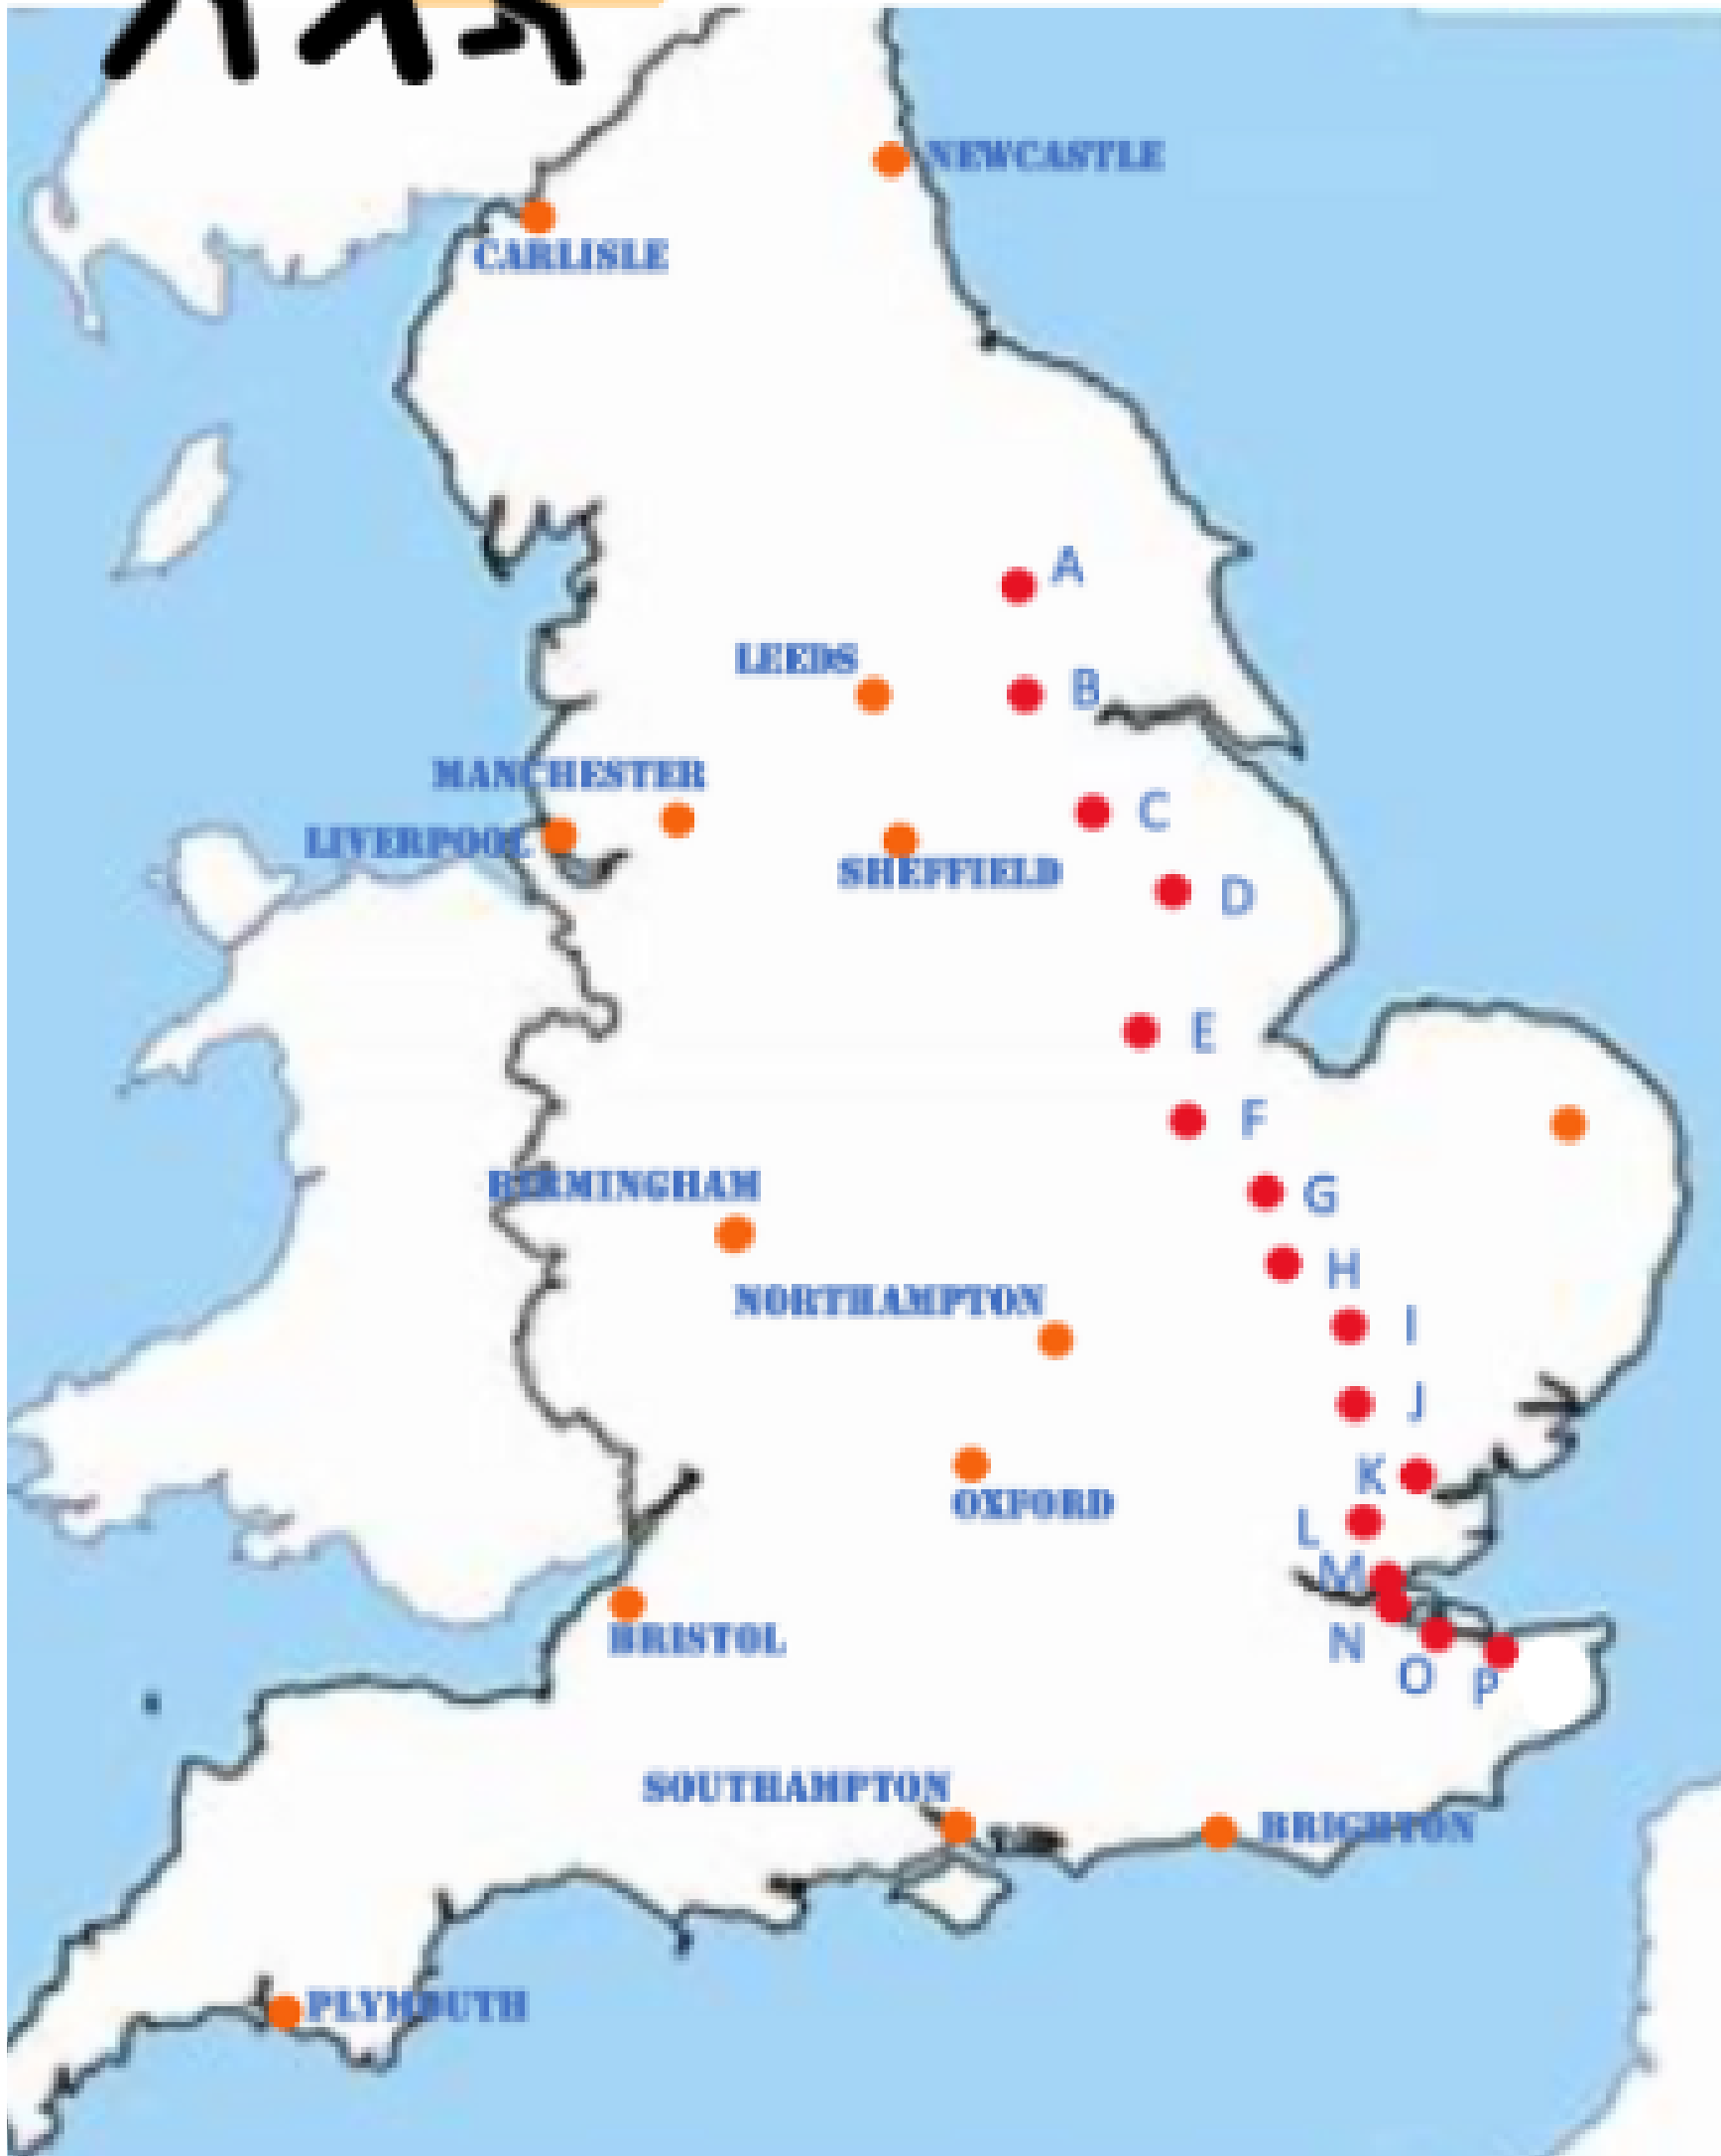 NEWCASTLE
CARLISLE
A
LEEDS
B
MANCHESTER
C
LIVERPOOL
SHEFFIELD
D
E
F
BIRMINGHAM
G
H
NORTHAMPTON
I
J
K
OXFORD
L
M
BRISTOL
N
O
P
SOUTHAMPTON
BRIGHTON
PLYMOUTH